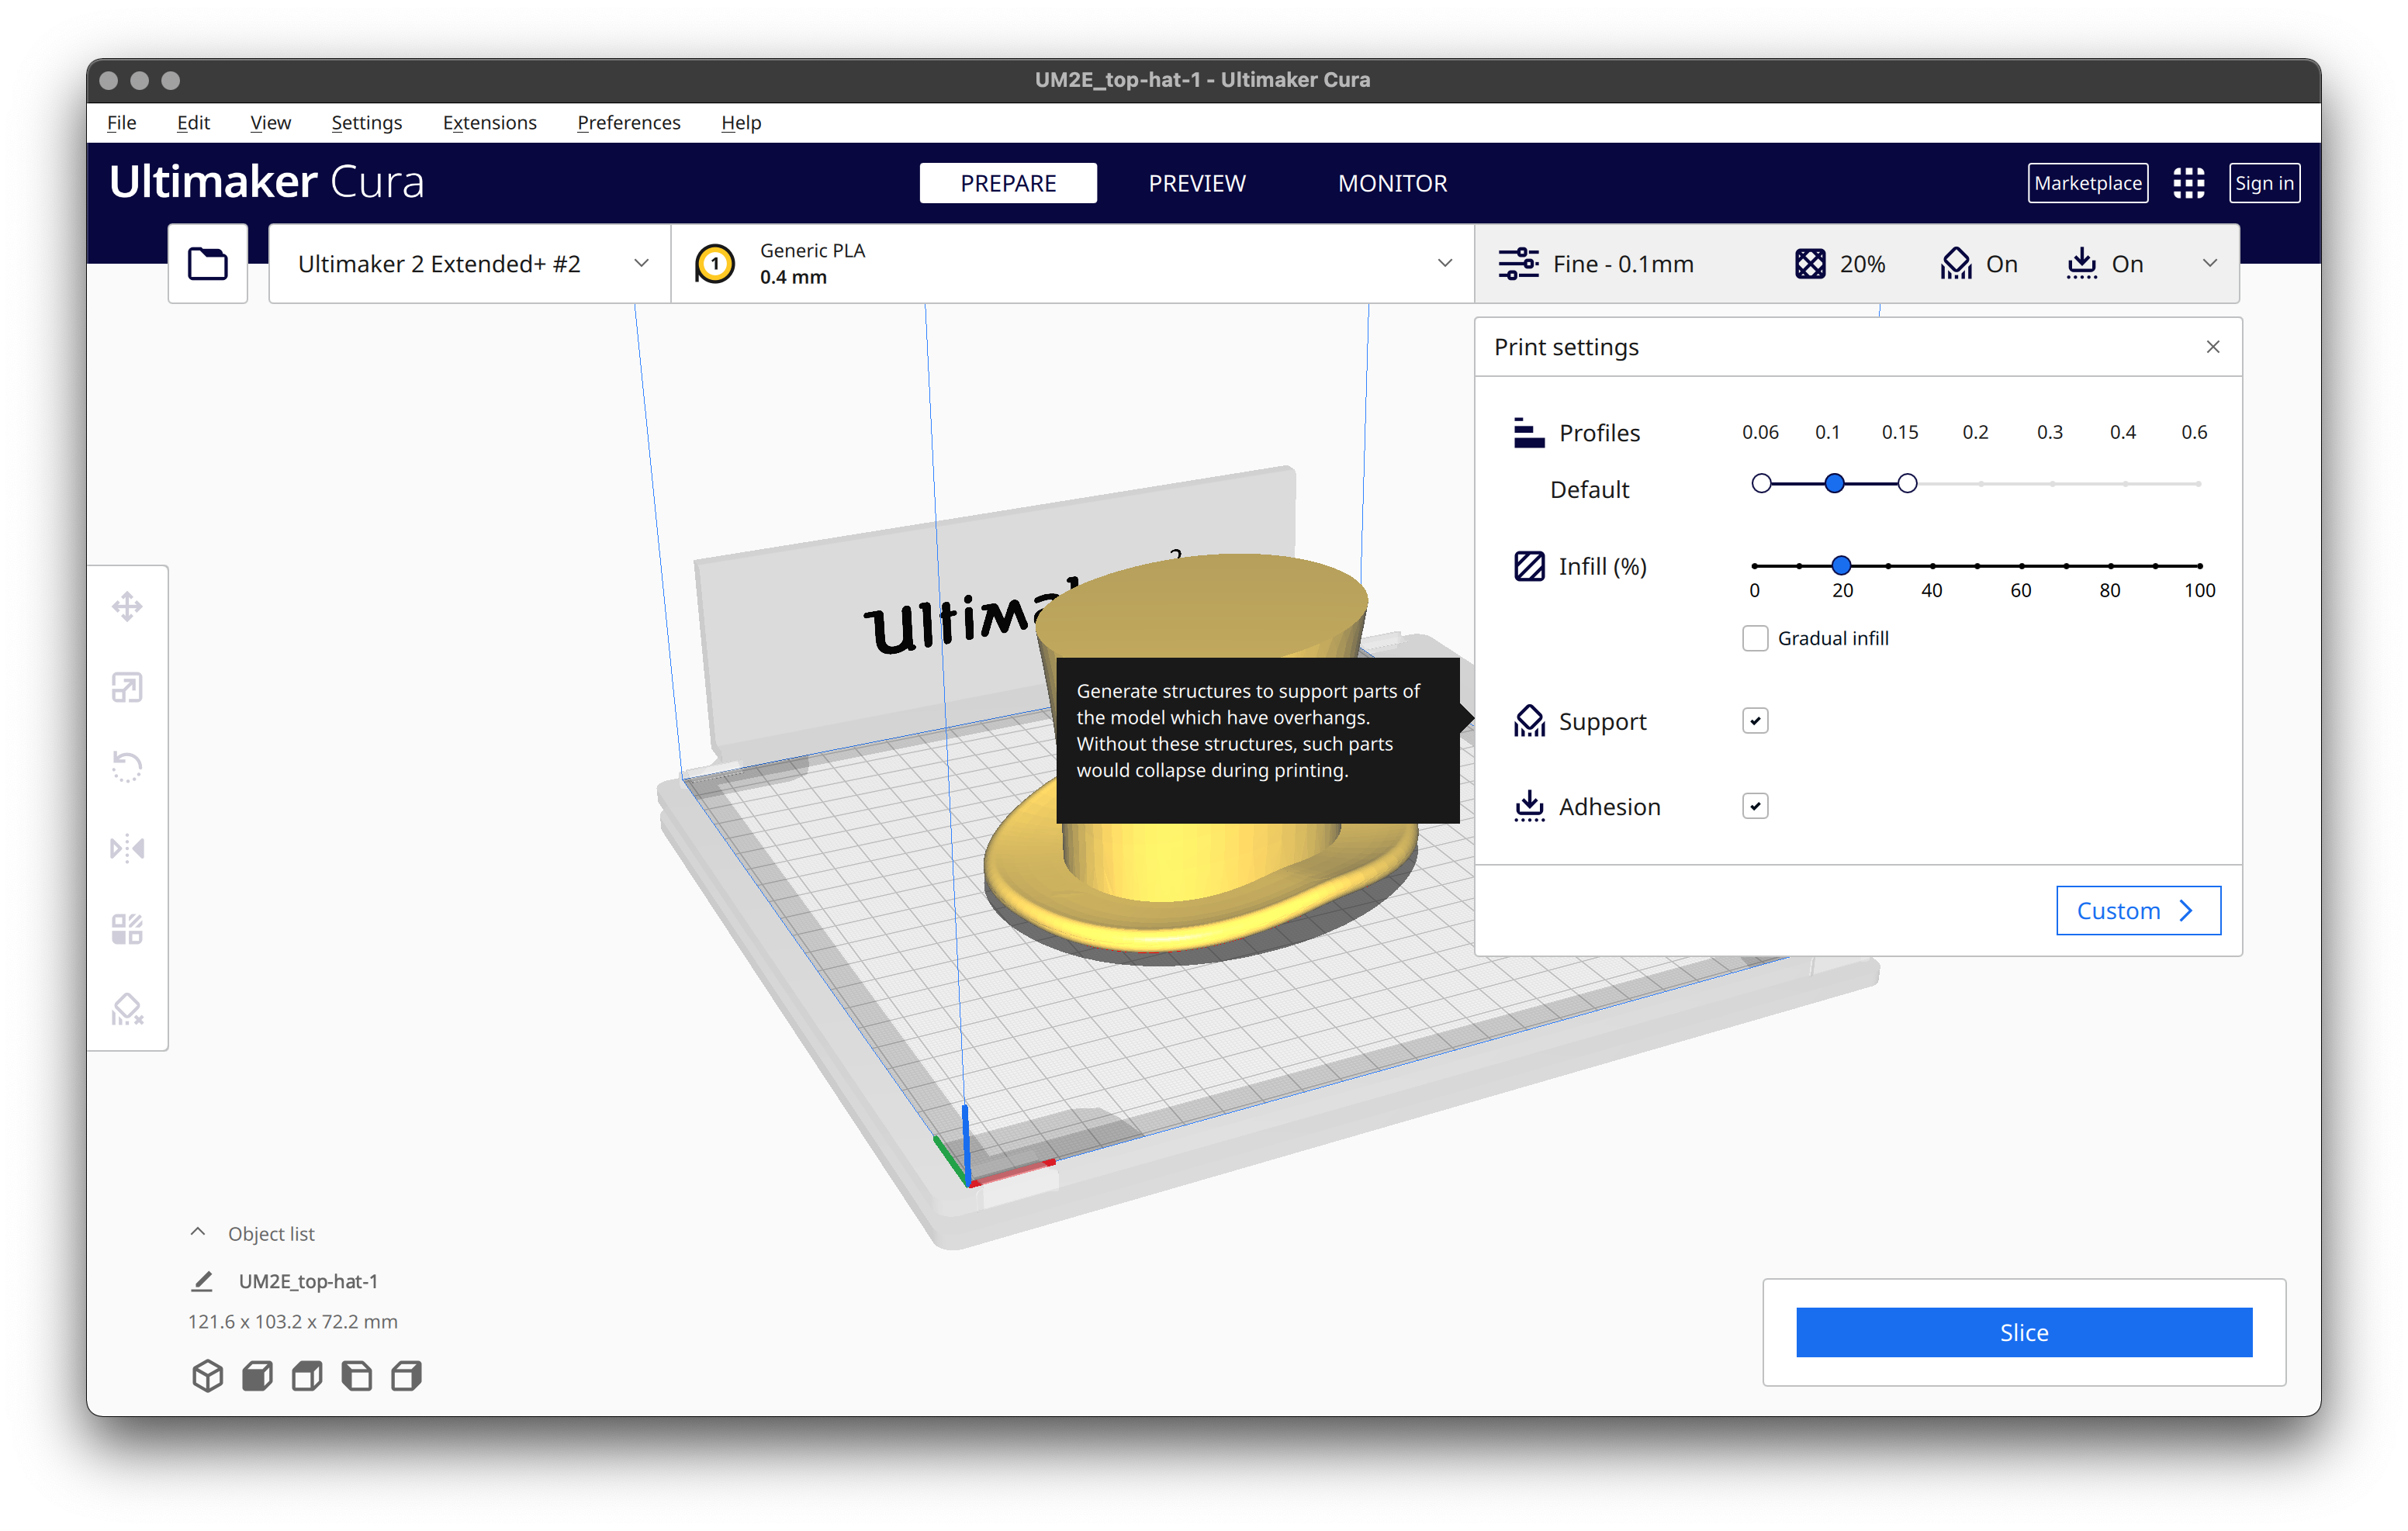 UM2E_top-hat-1 - Ultimaker Cura
File Edit View Settings Extensions Preferences Help
Ultimaker Cura
PREPARE PREVIEW MONITOR
Marketplace
Sign in
Ultimaker 2 Extended+ #2
1
Generic PLA
0.4 mm
Fine - 0.1mm
20%
On
On
Print settings
Profiles
0.06 0.1 0.15 0.2 0.3 0.4 0.6
Default
Infill (%)
0 20 40 60 80 100
Gradual infill
Support
Adhesion
Custom
2
Ultima
Generate structures to support parts of
the model which have overhangs.
Without these structures, such parts
would collapse during printing.
Object list
UM2E_top-hat-1
121.6 x 103.2 x 72.2 mm
Slice